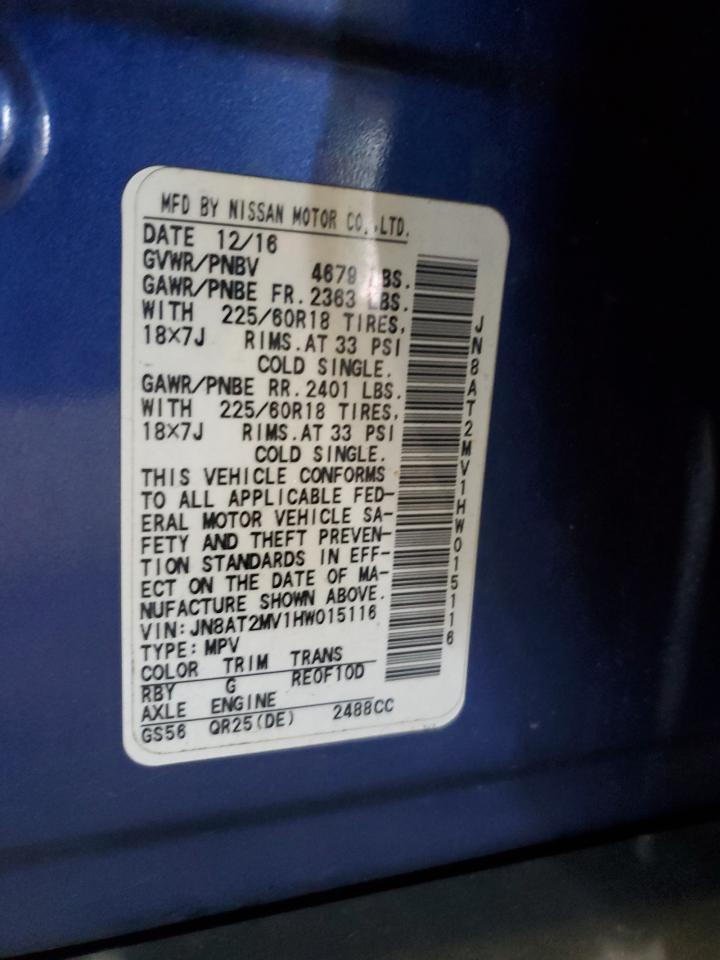 MFD BY NISSAN MOTOR CO.,LTD.
DATE 12/16
GVWR/PNBV 4679 LBS.
GAWR/PNBE FR. 2363 LBS.
WITH 225/60R18 TIRES,
18X7J RIMS.AT 33 PSI
COLD SINGLE.
GAWR/PNBE RR. 2401 LBS.
WITH 225/60R18 TIRES,
18X7J RIMS.AT 33 PSI
COLD SINGLE.
THIS VEHICLE CONFORMS
TO ALL APPLICABLE FED-
ERAL MOTOR VEHICLE SA-
FETY AND THEFT PREVEN-
TION STANDARDS IN EFF-
ECT ON THE DATE OF MA-
NUFACTURE SHOWN ABOVE.
VIN:JN8AT2MV1HW015116
TYPE:MPV
COLOR TRIM TRANS
RBY G RE0F10D
AXLE ENGINE
GS56 QR25(DE) 2488CC
JN8AT2MV1HW015116